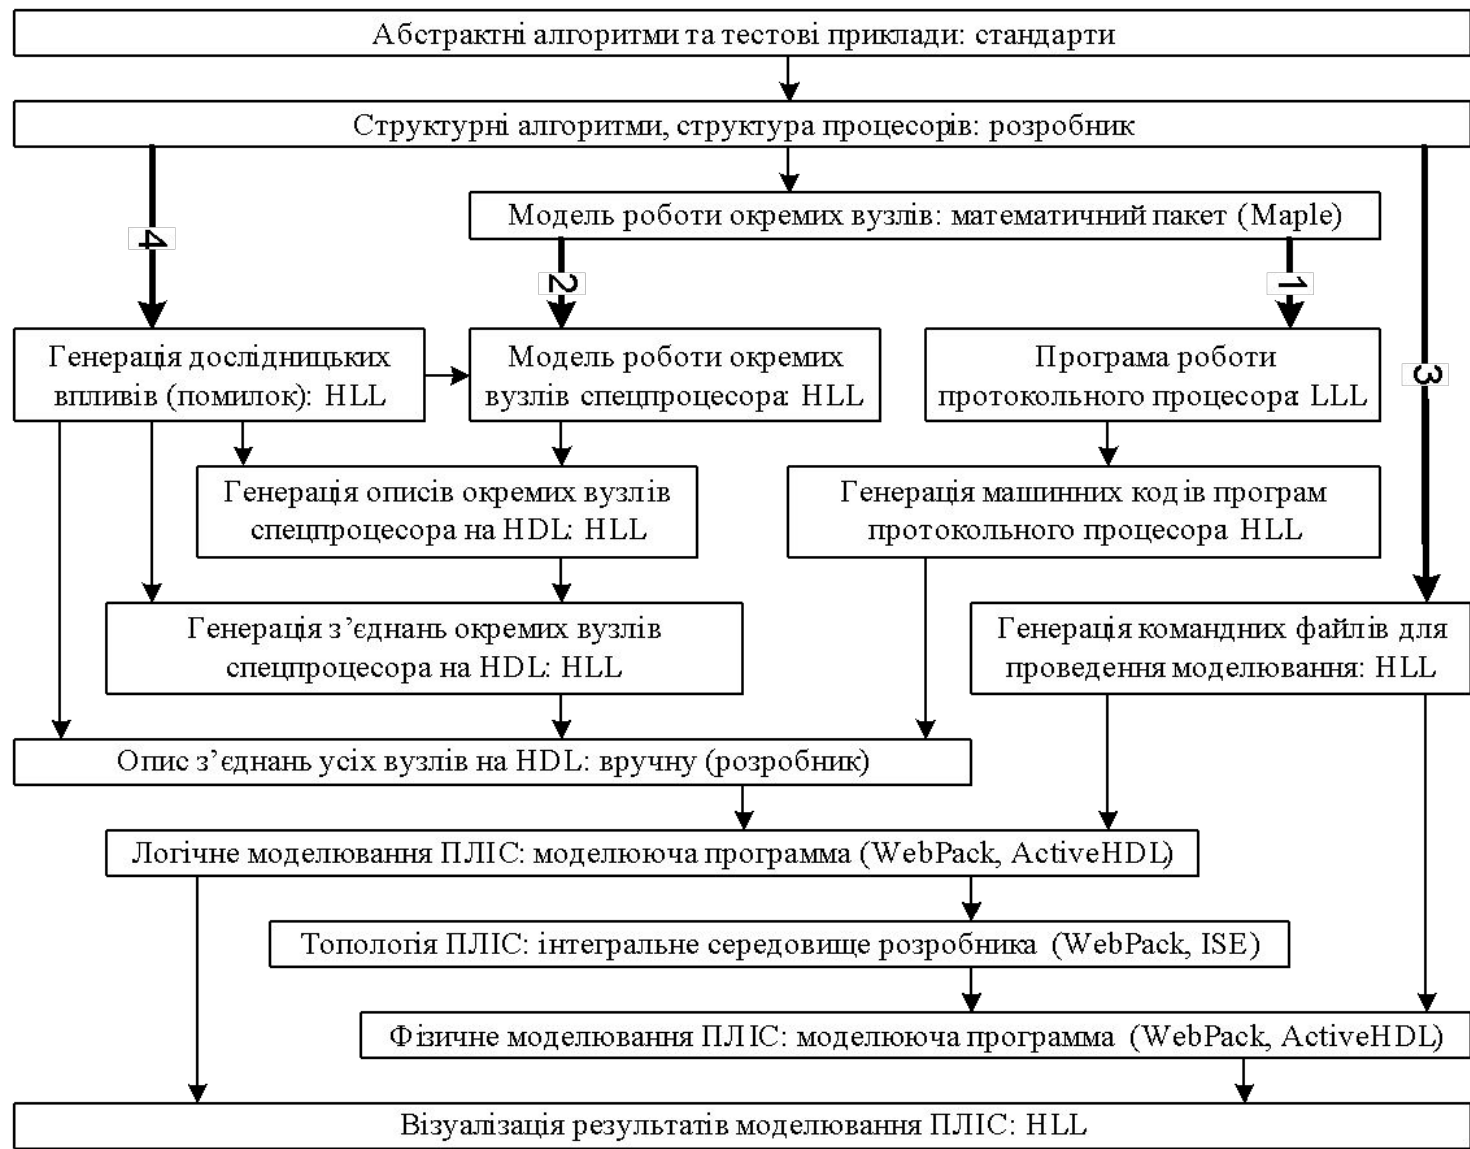 Абстрактні алгоритми та тестові приклади: стандарти
Структурні алгоритми, структура процесорів: розробник
Модель роботи окремих вузлів: математичний пакет (Maple)
4
2
1
3
Генерація дослідницьких
впливів (помилок): HLL
Модель роботи окремих
вузлів спецпроцесора: HLL
Програма роботи
протокольного процесора: LLL
Генерація описів окремих вузлів
спецпроцесора на HDL: HLL
Генерація машинних кодів програм
протокольного процесора HLL
Генерація з’єднань окремих вузлів
спецпроцесора на HDL: HLL
Генерація командних файлів для
проведення моделювання: HLL
Опис з’єднань усіх вузлів на HDL: вручну (розробник)
Логічне моделювання ПЛІС: моделююча программа (WebPack, ActiveHDL)
Топологія ПЛІС: інтегральне середовище розробника (WebPack, ISE)
Фізичне моделювання ПЛІС: моделююча программа (WebPack, ActiveHDL)
Візуалізація результатів моделювання ПЛІС: HLL